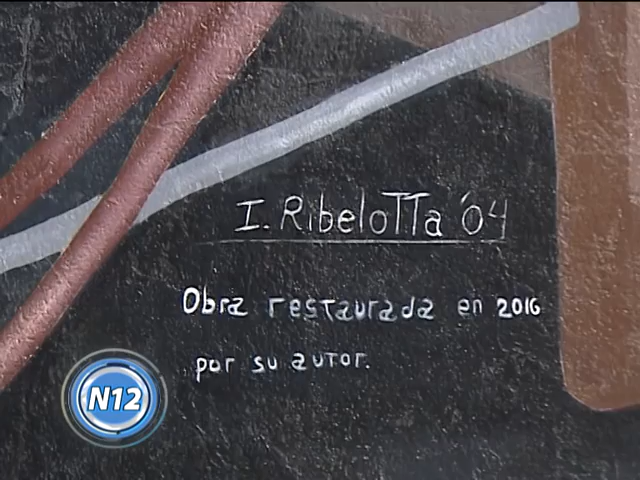 I. Ribelotta '04
Obra restaurada en 2016
por su autor.
N12